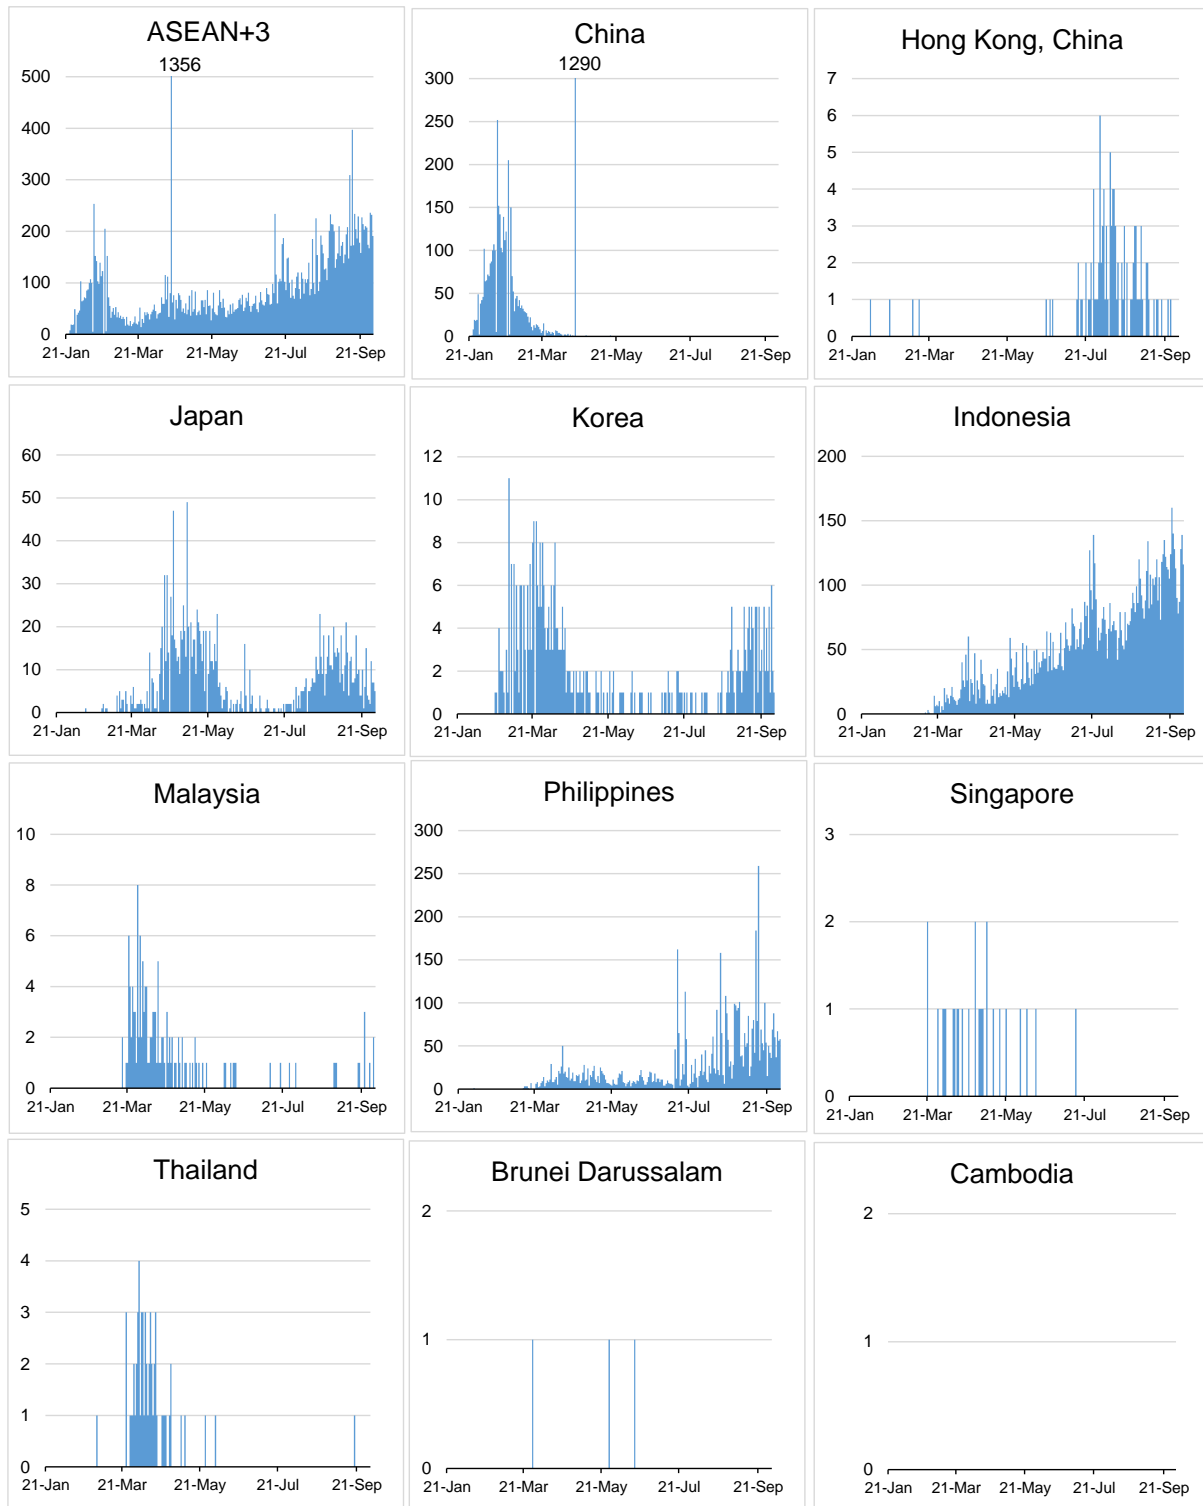 ASEAN+3
1356
500
400
300
200
100
0
21-Jan 21-Mar 21-May 21-Jul 21-Sep
China
1290
300
250
200
150
100
50
0
21-Jan 21-Mar 21-May 21-Jul 21-Sep
Hong Kong, China
7
6
5
4
3
2
1
0
21-Jan 21-Mar 21-May 21-Jul 21-Sep
Japan
60
50
40
30
20
10
0
21-Jan 21-Mar 21-May 21-Jul 21-Sep
Korea
12
10
8
6
4
2
0
21-Jan 21-Mar 21-May 21-Jul 21-Sep
Indonesia
200
150
100
50
0
21-Jan 21-Mar 21-May 21-Jul 21-Sep
Malaysia
10
8
6
4
2
0
21-Jan 21-Mar 21-May 21-Jul 21-Sep
Philippines
300
250
200
150
100
50
0
21-Jan 21-Mar 21-May 21-Jul 21-Sep
Singapore
3
2
1
0
21-Jan 21-Mar 21-May 21-Jul 21-Sep
Thailand
5
4
3
2
1
0
21-Jan 21-Mar 21-May 21-Jul 21-Sep
Brunei Darussalam
2
1
0
21-Jan 21-Mar 21-May 21-Jul 21-Sep
Cambodia
2
1
0
21-Jan 21-Mar 21-May 21-Jul 21-Sep